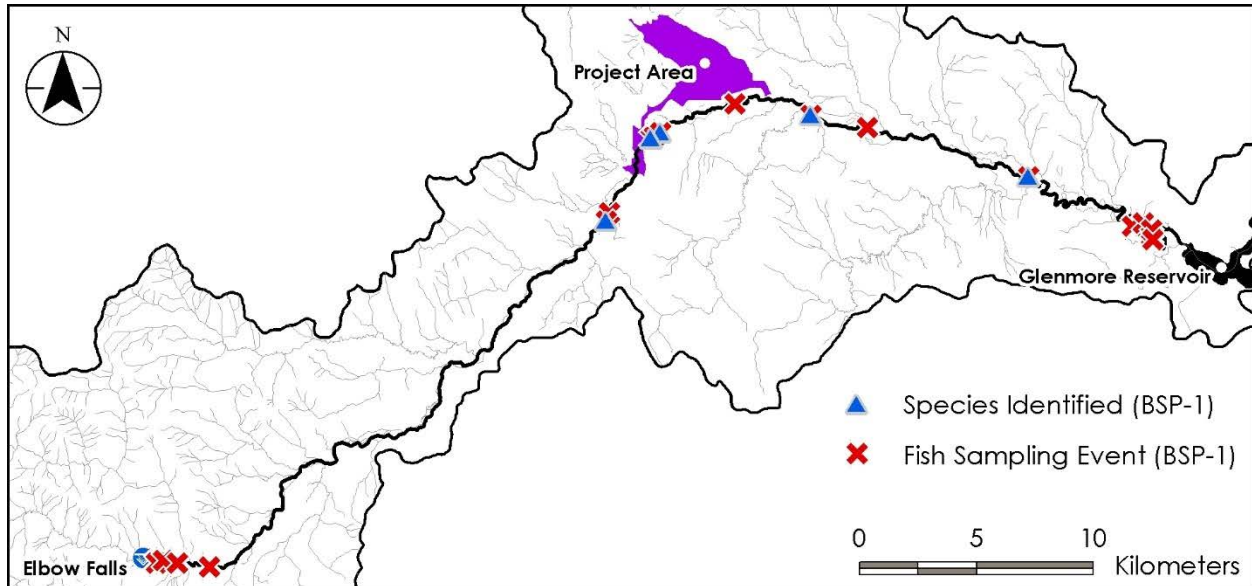 N
Project Area
Glenmore Reservoir
Species Identified (BSP-1)
Fish Sampling Event (BSP-1)
0 5 10
Kilometers
Elbow Falls